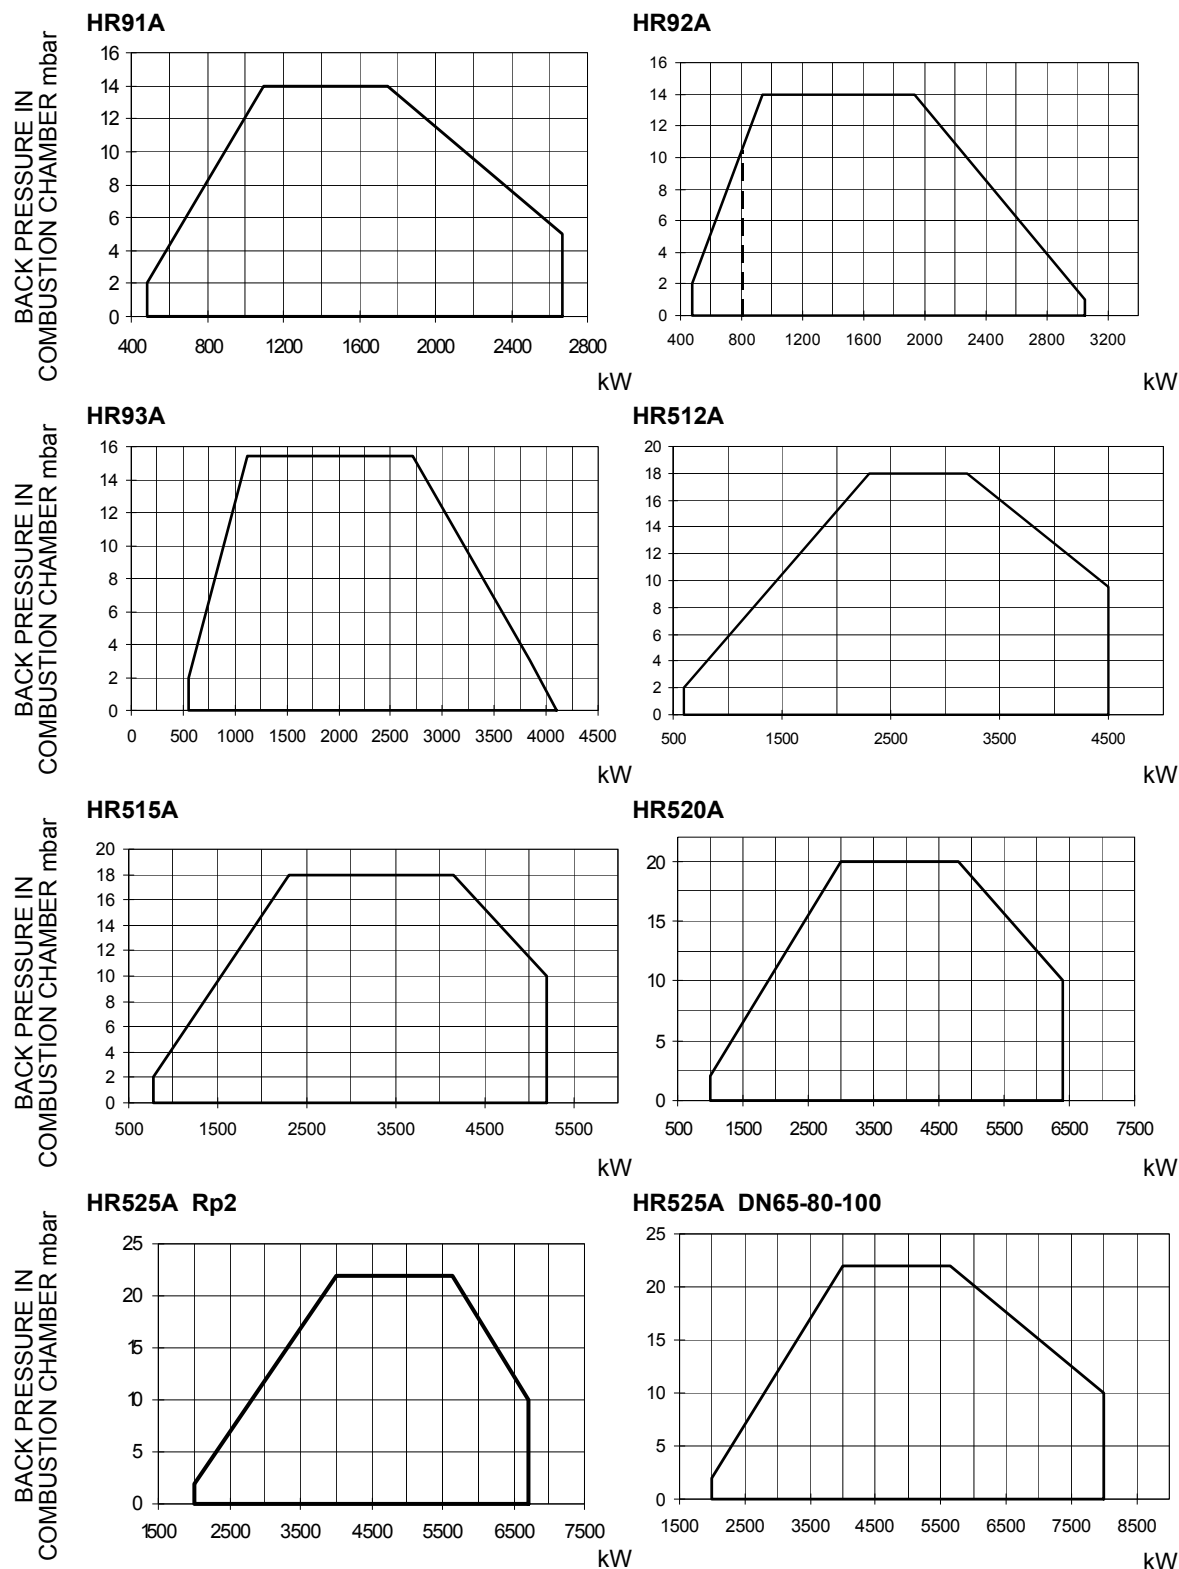 HR91A
HR92A
BACK PRESSURE IN
COMBUSTION CHAMBER mbar
16
14
12
10
8
6
4
2
0
400 800 1200 1600 2000 2400 2800
kW
16
14
12
10
8
6
4
2
0
400 800 1200 1600 2000 2400 2800 3200
kW
HR93A
HR512A
BACK PRESSURE IN
COMBUSTION CHAMBER mbar
16
14
12
10
8
6
4
2
0
0 500 1000 1500 2000 2500 3000 3500 4000 4500
kW
20
18
16
14
12
10
8
6
4
2
0
500 1500 2500 3500 4500
kW
HR515A
HR520A
BACK PRESSURE IN
COMBUSTION CHAMBER mbar
20
18
16
14
12
10
8
6
4
2
0
500 1500 2500 3500 4500 5500
kW
20
15
10
5
0
500 1500 2500 3500 4500 5500 6500 7500
kW
HR525A Rp2
HR525A DN65-80-100
BACK PRESSURE IN
COMBUSTION CHAMBER mbar
25
20
15
10
5
0
1500 2500 3500 4500 5500 6500 7500
kW
25
20
15
10
5
0
1500 2500 3500 4500 5500 6500 7500 8500
kW